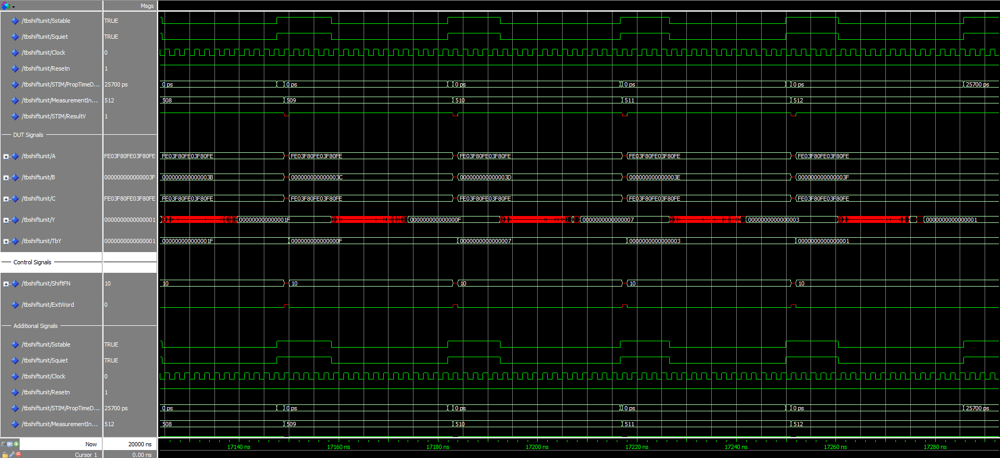 Msgs
/tbshiftunit/Sstable TRUE
/tbshiftunit/Squiet TRUE
/tbshiftunit/Clock 0
/tbshiftunit/Resetn 1
/tbshiftunit/STIM/PropTimeD... 25700 ps 0 ps 0 ps 0 ps 0 ps 0 ps 25700 ps
/tbshiftunit/MeasurementIn... 512 508 509 510 511 512
/tbshiftunit/STIM/ResultV 1
DUT Signals
/tbshiftunit/A FE03F80FE03F80FE FE03F80FE03F80FE FE03F80FE03F80FE FE03F80FE03F80FE FE03F80FE03F80FE FE03F80FE03F80FE
/tbshiftunit/B 000000000000003F 000000000000003B 000000000000003C 000000000000003D 000000000000003E 000000000000003F
/tbshiftunit/C FE03F80FE03F80FE FE03F80FE03F80FE FE03F80FE03F80FE FE03F80FE03F80FE FE03F80FE03F80FE FE03F80FE03F80FE
/tbshiftunit/Y 0000000000000001 000000000000001F 000000000000000F 0000000000000007 0000000000000003 0000000000000001
/tbshiftunit/TbY 0000000000000001 000000000000001F 000000000000000F 0000000000000007 0000000000000003 0000000000000001
Control Signals
/tbshiftunit/ShiftFN 10 10 10 10 10 10
/tbshiftunit/ExtWord 0
Additional Signals
/tbshiftunit/Sstable TRUE
/tbshiftunit/Squiet TRUE
/tbshiftunit/Clock 0
/tbshiftunit/Resetn 1
/tbshiftunit/STIM/PropTimeD... 25700 ps 0 ps 0 ps 0 ps 0 ps 0 ps 25700 ps
/tbshiftunit/MeasurementIn... 512 508 509 510 511 512
Now 20000 ns
17140 ns 17160 ns 17180 ns 17200 ns 17220 ns 17240 ns 17260 ns 17280 ns
Cursor 1 0.00 ns